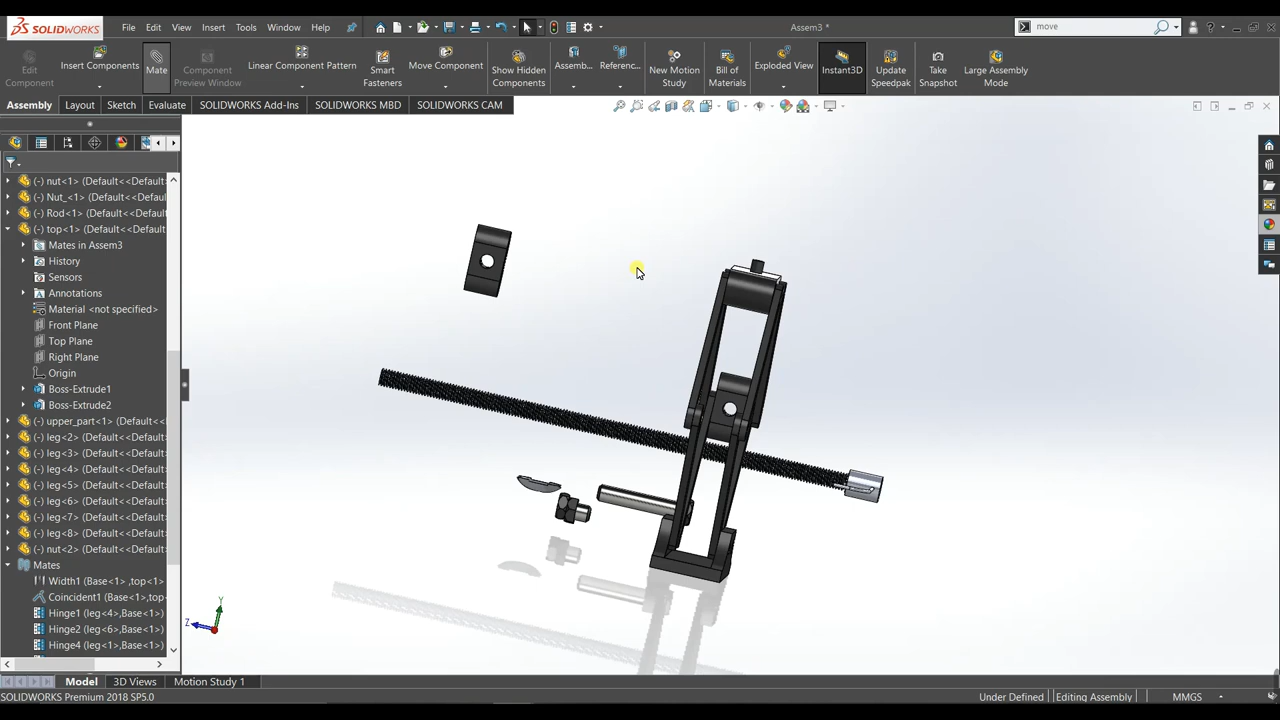 SOLIDWORKS
File Edit View Insert Tools Window Help
Assem3 *
move
Edit Component
Insert Components
Mate
Component Preview Window
Linear Component Pattern
Smart Fasteners
Move Component
Show Hidden Components
Assemb...
Referenc...
New Motion Study
Bill of Materials
Exploded View
Instant3D
Update Speedpak
Take Snapshot
Large Assembly Mode
Assembly Layout Sketch Evaluate SOLIDWORKS Add-Ins SOLIDWORKS MBD SOLIDWORKS CAM
(-) nut<1> (Default<<Default
(-) Nut_<1> (Default<<Default
(-) Rod<1> (Default<<Default
(-) top<1> (Default<<Default
Mates in Assem3
History
Sensors
Annotations
Material <not specified>
Front Plane
Top Plane
Right Plane
Origin
Boss-Extrude1
Boss-Extrude2
(-) upper_part<1> (Default<<
(-) leg<2> (Default<<Default
(-) leg<3> (Default<<Default
(-) leg<4> (Default<<Default
(-) leg<5> (Default<<Default
(-) leg<6> (Default<<Default
(-) leg<7> (Default<<Default
(-) leg<8> (Default<<Default
(-) nut<2> (Default<<Default
Mates
Width1 (Base<1> ,top<1>
Coincident1 (Base<1>,top
Hinge1 (leg<4>,Base<1>)
Hinge2 (leg<6>,Base<1>)
Hinge4 (leg<1>,Base<1>)
Y
Z
Model 3D Views Motion Study 1
SOLIDWORKS Premium 2018 SP5.0
Under Defined Editing Assembly MMGS